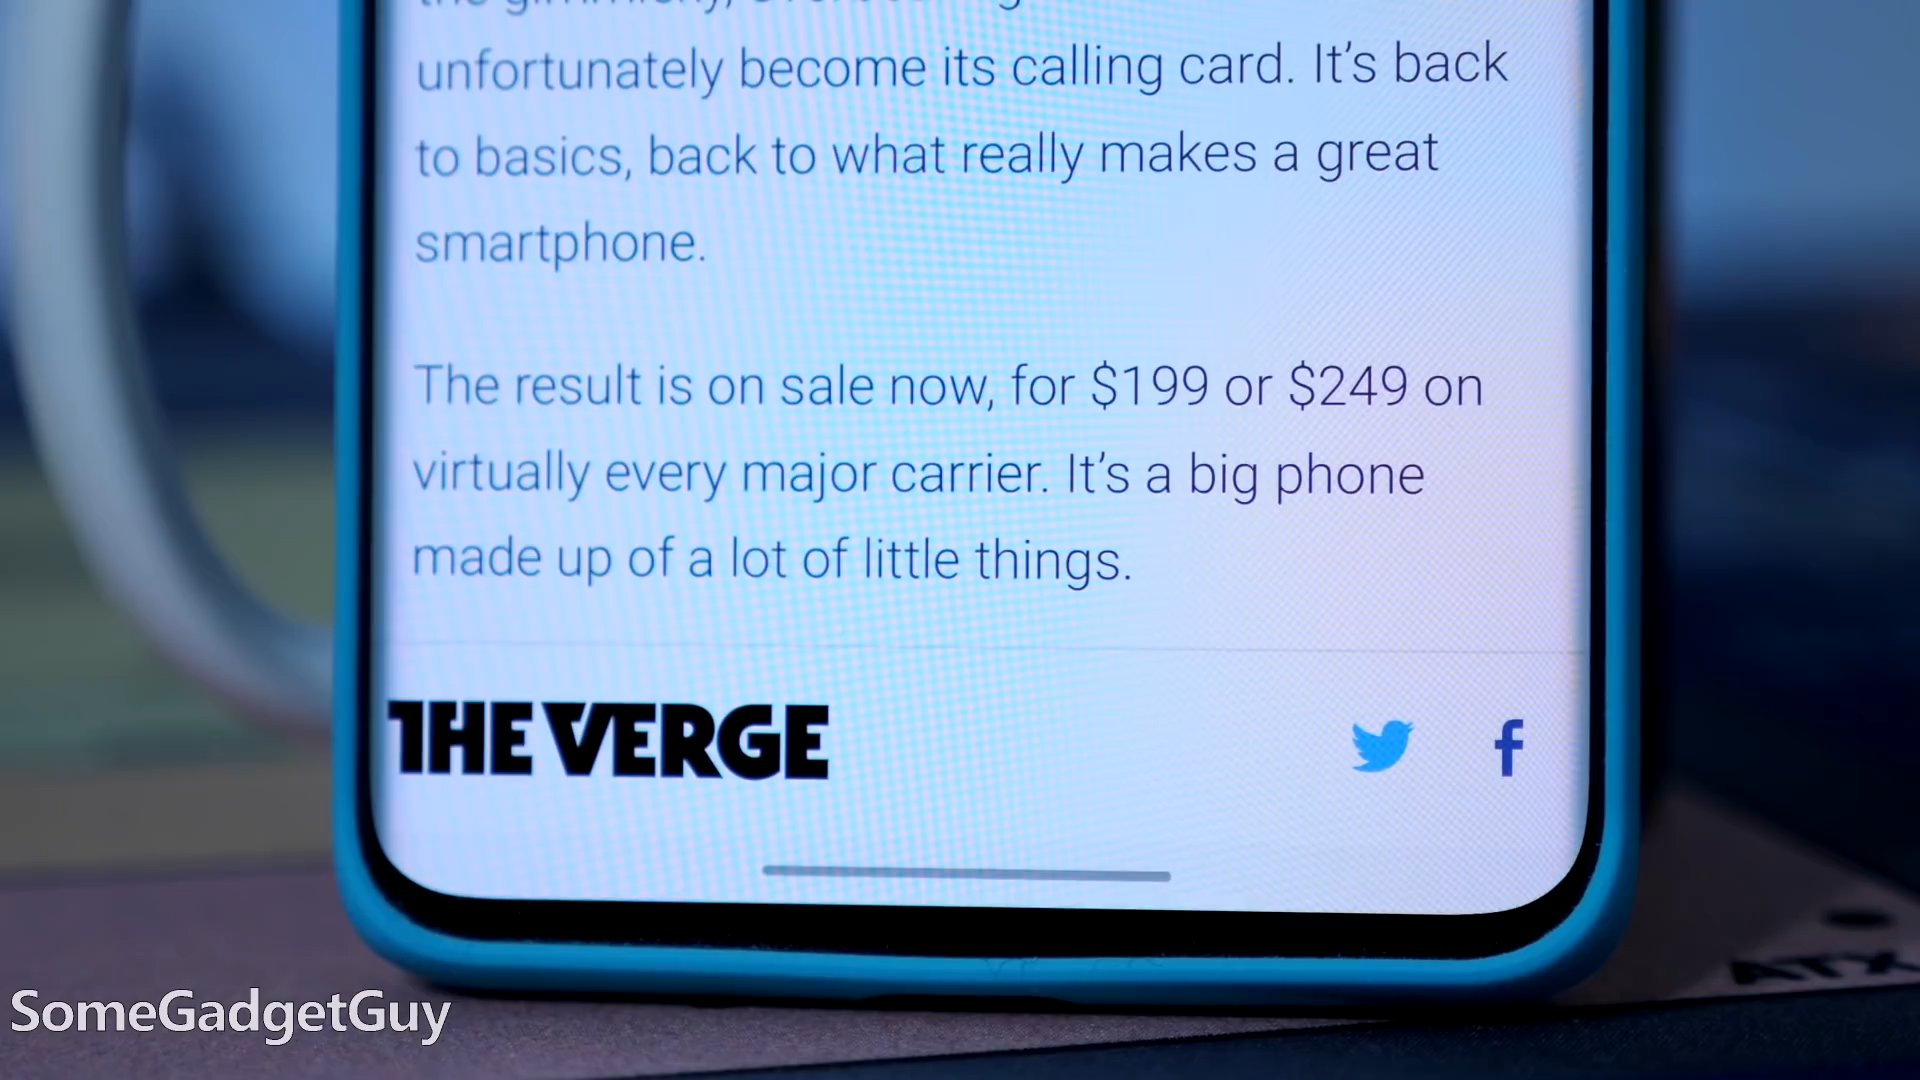 unfortunately become its calling card. It’s back
to basics, back to what really makes a great
smartphone.
The result is on sale now, for $199 or $249 on
virtually every major carrier. It’s a big phone
made up of a lot of little things.
THE VERGE
f
ATX
SomeGadgetGuy